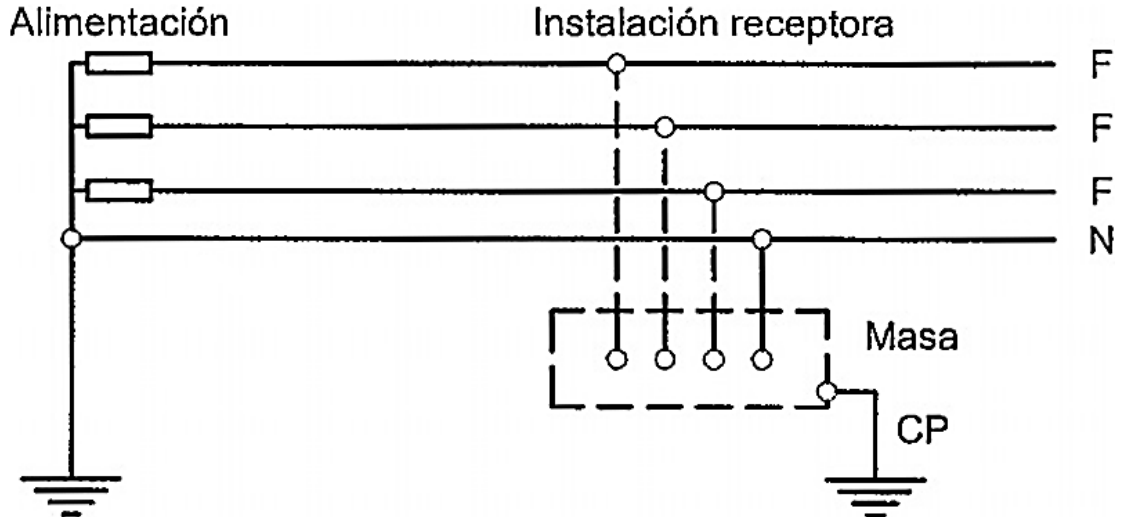 Alimentación
Instalación receptora
F
F
F
N
Masa
CP